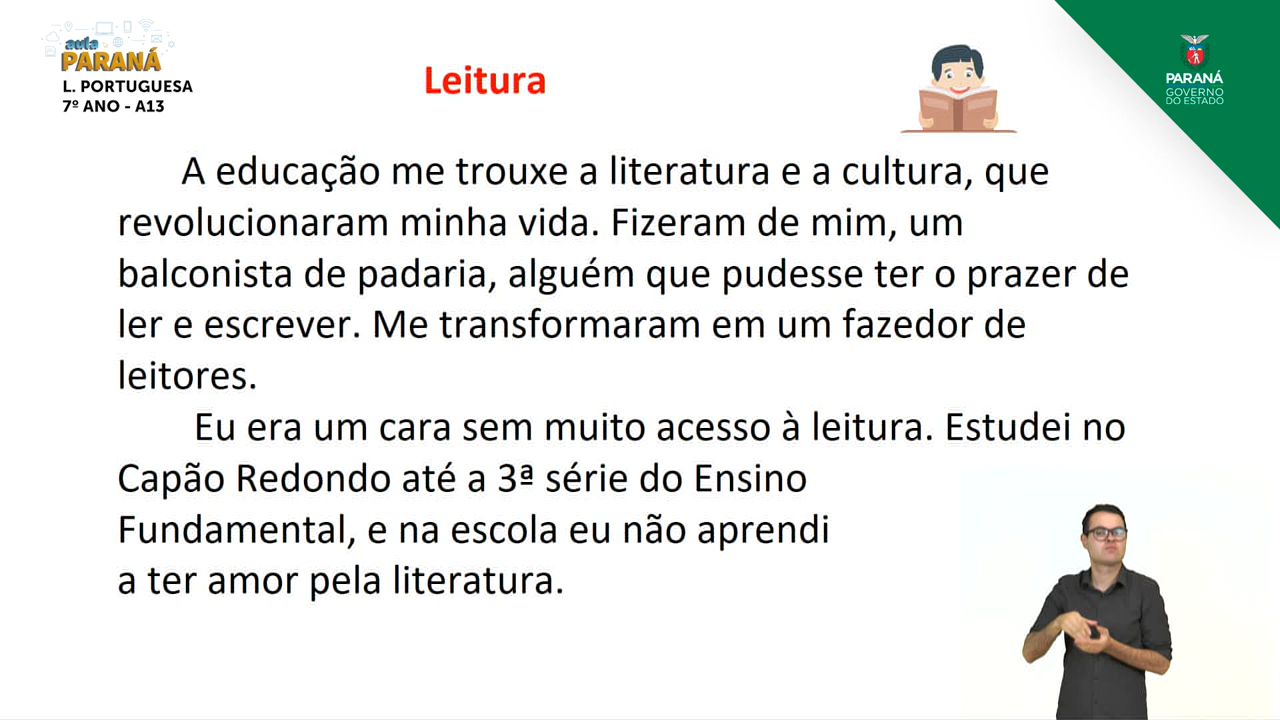 aula
PARANÁ
L. PORTUGUESA
7º ANO - A13
Leitura
PARANÁ
GOVERNO
DO ESTADO
A educação me trouxe a literatura e a cultura, que
revolucionaram minha vida. Fizeram de mim, um
balconista de padaria, alguém que pudesse ter o prazer de
ler e escrever. Me transformaram em um fazedor de
leitores.
Eu era um cara sem muito acesso à leitura. Estudei no
Capão Redondo até a 3ª série do Ensino
Fundamental, e na escola eu não aprendi
a ter amor pela literatura.